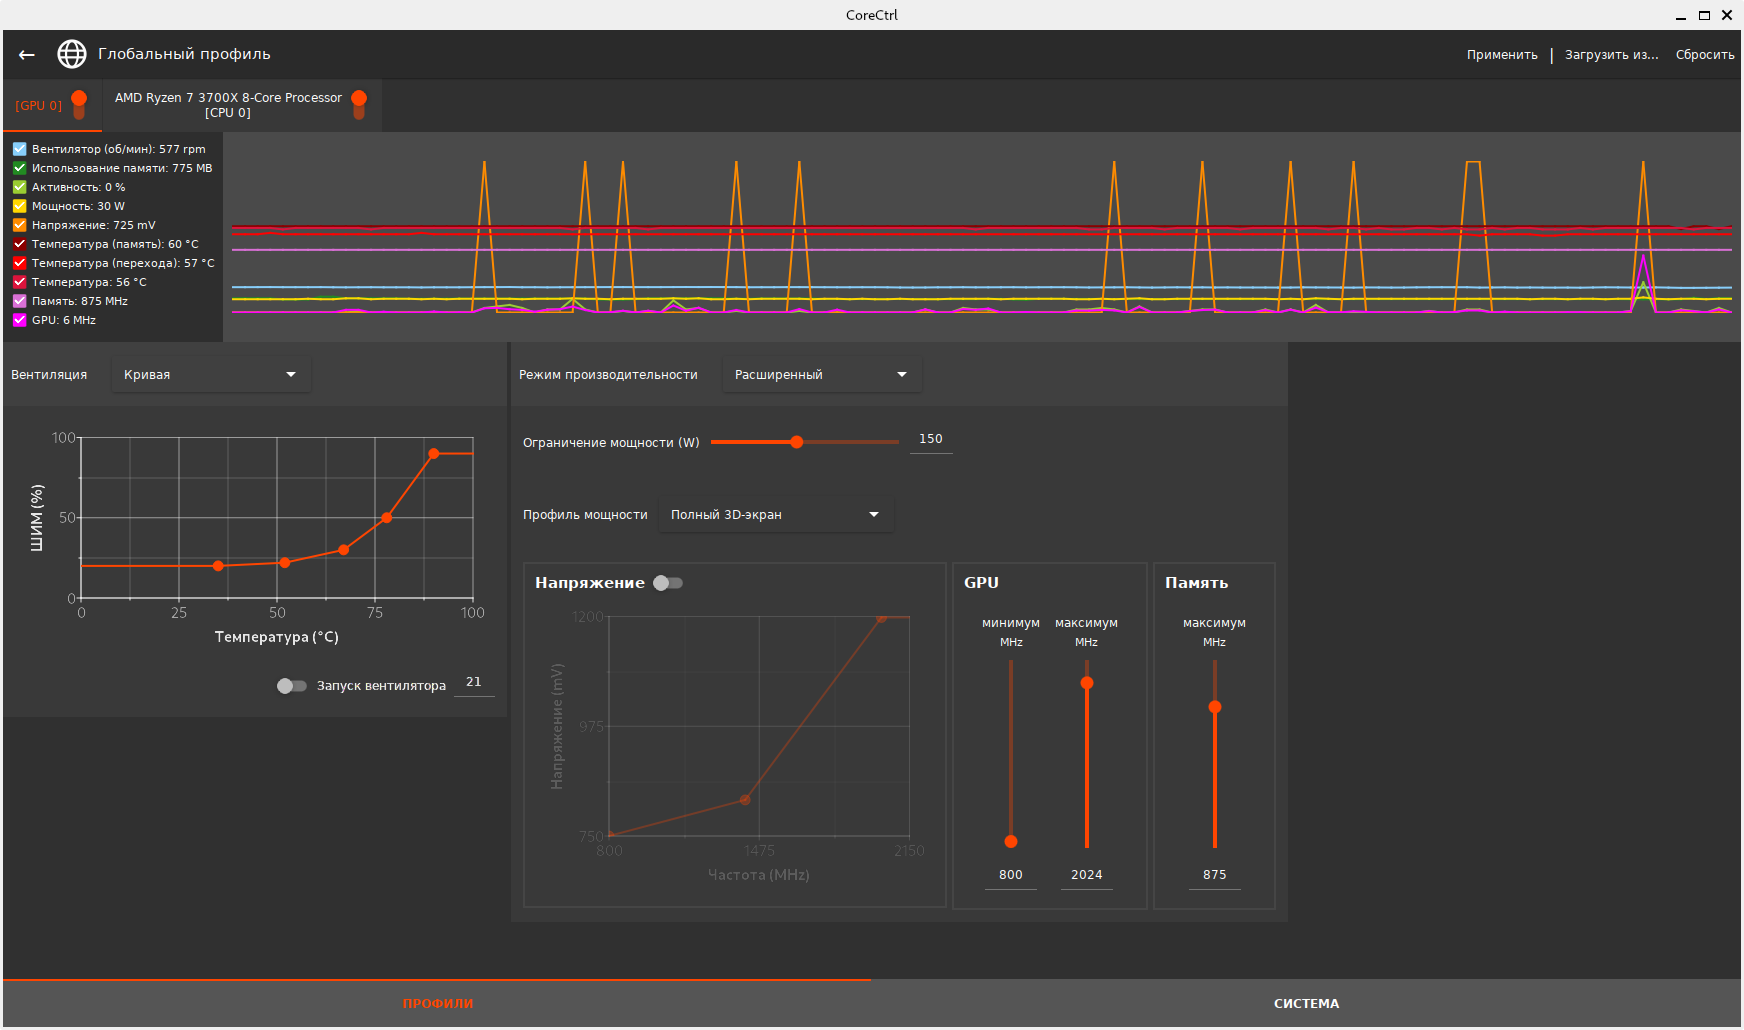 CoreCtrl
Глобальный профиль
Применить | Загрузить из... Сбросить
[GPU 0]
AMD Ryzen 7 3700X 8-Core Processor
[CPU 0]
Вентилятор (об/мин): 577 rpm
Использование памяти: 775 MB
Активность: 0 %
Мощность: 30 W
Напряжение: 725 mV
Температура (память): 60 °C
Температура (перехода): 57 °C
Температура: 56 °C
Память: 875 MHz
GPU: 6 MHz
Вентиляция Кривая
100
50
0
ШИМ (%)
0 25 50 75 100
Температура (°C)
Запуск вентилятора 21
Режим производительности Расширенный
Ограничение мощности (W) 150
Профиль мощности Полный 3D-экран
Напряжение
1200
975
750
Напряжение (mV)
800 1475 2150
Частота (MHz)
GPU
минимум максимум
MHz MHz
800 2024
Память
максимум
MHz
875
ПРОФИЛИ СИСТЕМА